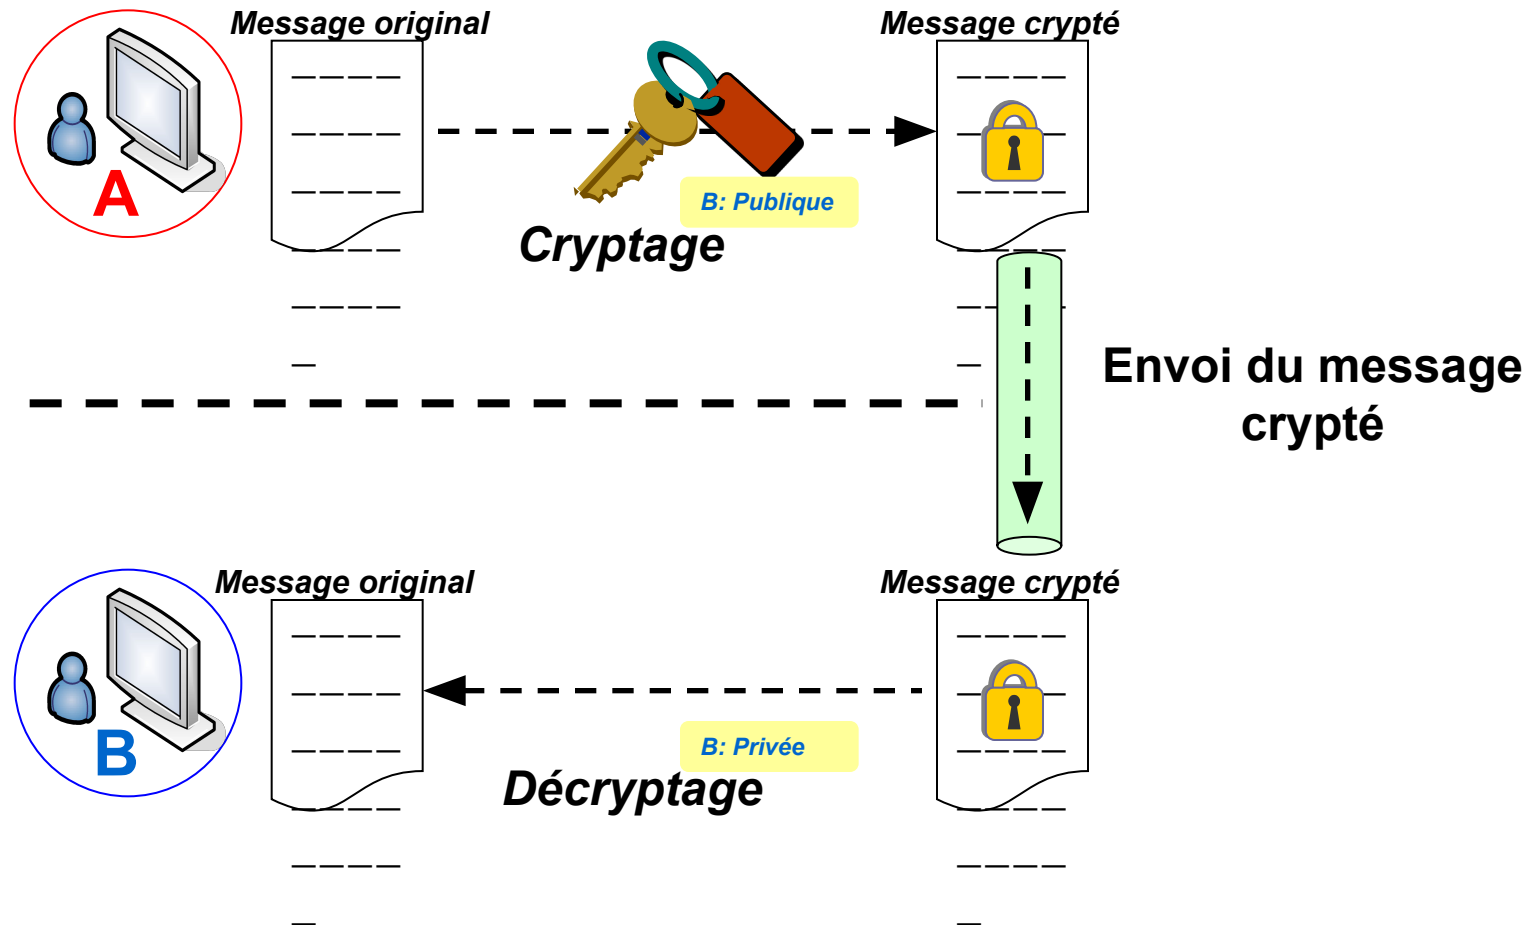 Message original
Message crypté
A
B: Publique
Cryptage
Envoi du message
crypté
Message original
Message crypté
B
B: Privée
Décryptage